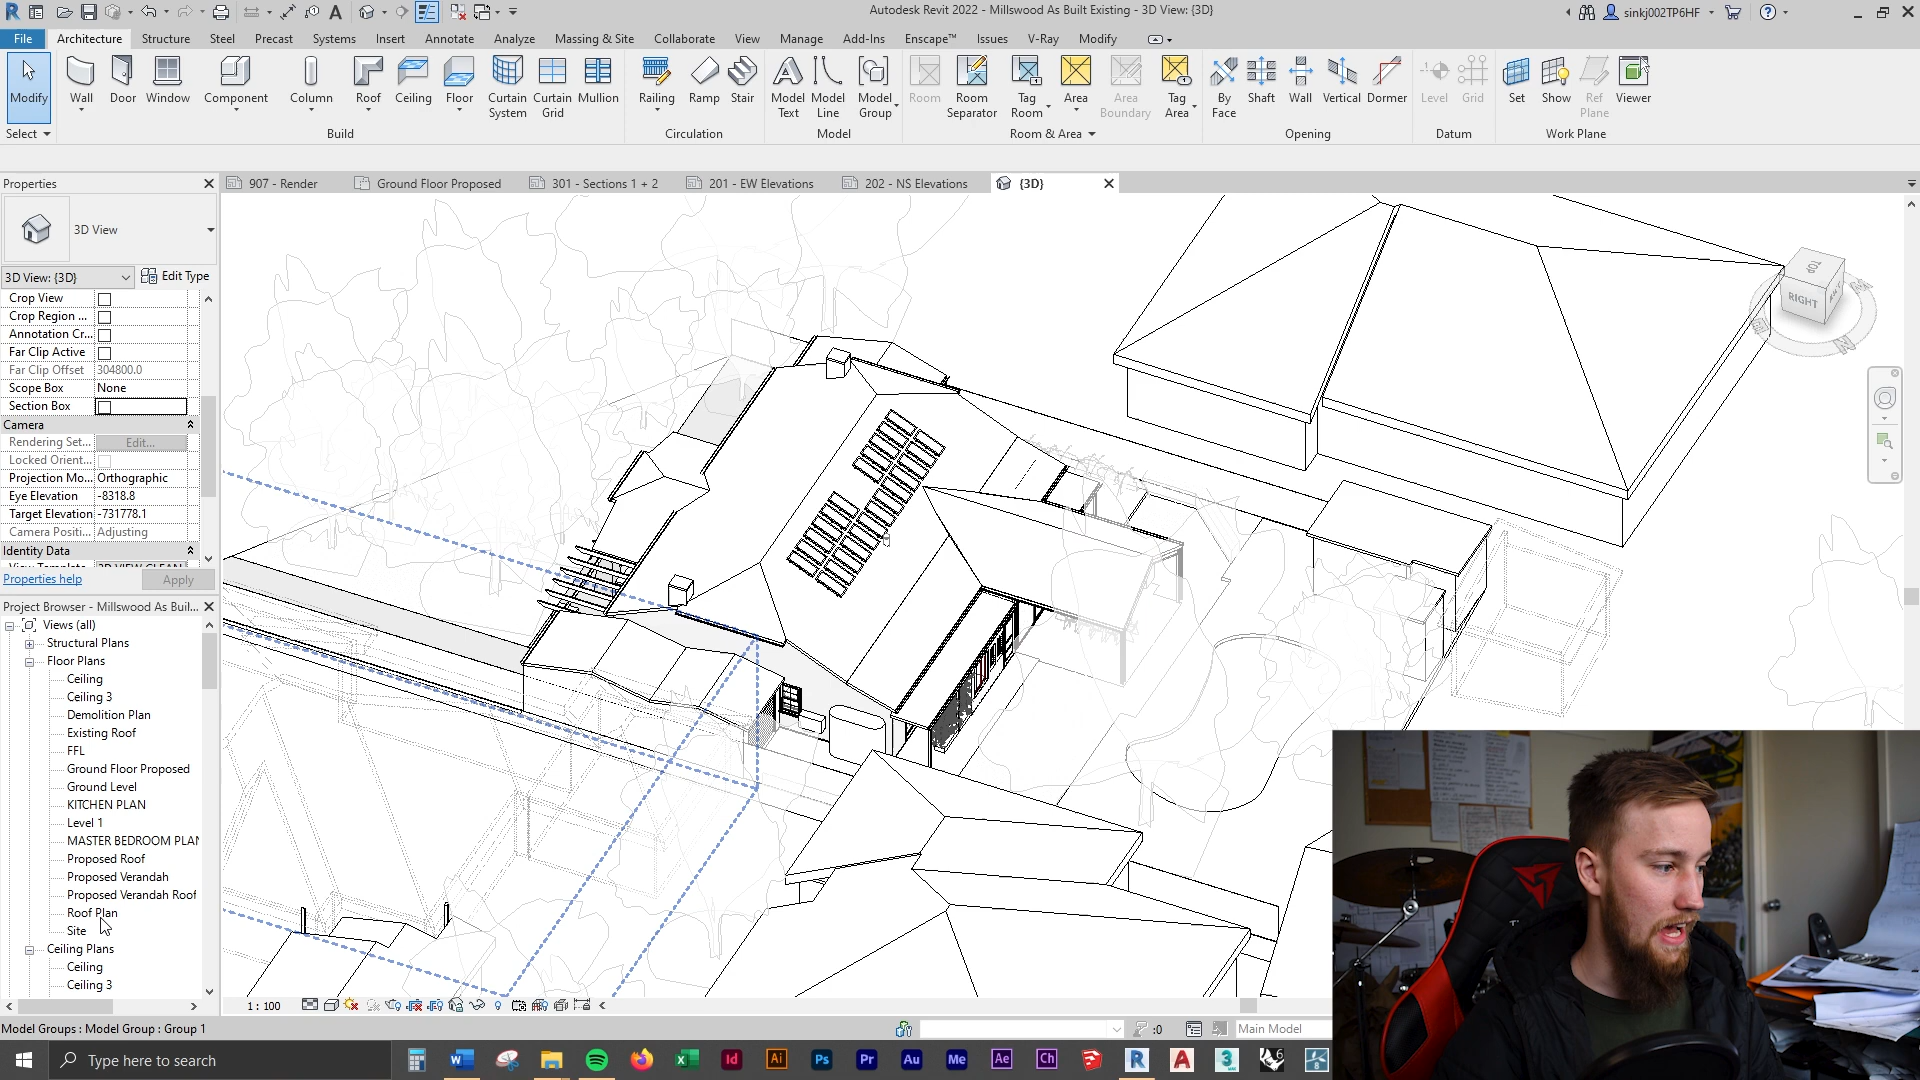 Autodesk Revit 2022 - Millswood As Built Existing - 3D View: {3D}
sinkj002TP6HF
File Architecture Structure Steel Precast Systems Insert Annotate Analyze Massing & Site Collaborate View Manage Add-Ins Enscape™ Issues V-Ray Modify
Modify Wall Door Window Component Column Roof Ceiling Floor Curtain System Curtain Grid Mullion Railing Ramp Stair Model Text Model Line Model Group Room Room Separator Tag Room Area Area Boundary Tag Area By Face Shaft Wall Vertical Dormer Level Grid Set Show Ref Plane Viewer
Select Build Circulation Model Room & Area Opening Datum Work Plane
Properties
907 - Render Ground Floor Proposed 301 - Sections 1 + 2 201 - EW Elevations 202 - NS Elevations {3D}
3D View
3D View: {3D} Edit Type
Crop View
Crop Region ...
Annotation Cr...
Far Clip Active
Far Clip Offset 304800.0
Scope Box None
Section Box
Camera
Rendering Set... Edit...
Locked Orient...
Projection Mo... Orthographic
Eye Elevation -8318.8
Target Elevation -731778.1
Camera Positi... Adjusting
Identity Data
Properties help Apply
Project Browser - Millswood As Buil...
Views (all)
Structural Plans
Floor Plans
Ceiling
Ceiling 3
Demolition Plan
Existing Roof
FFL
Ground Floor Proposed
Ground Level
KITCHEN PLAN
Level 1
MASTER BEDROOM PLAN
Proposed Roof
Proposed Verandah
Proposed Verandah Roof
Roof Plan
Site
Ceiling Plans
Ceiling
Ceiling 3
TOP
RIGHT
1 : 100
Model Groups : Model Group : Group 1
:0
Main Model
Type here to search
Id Ai Ps Pr Au Me Ae Ch R A 3 6